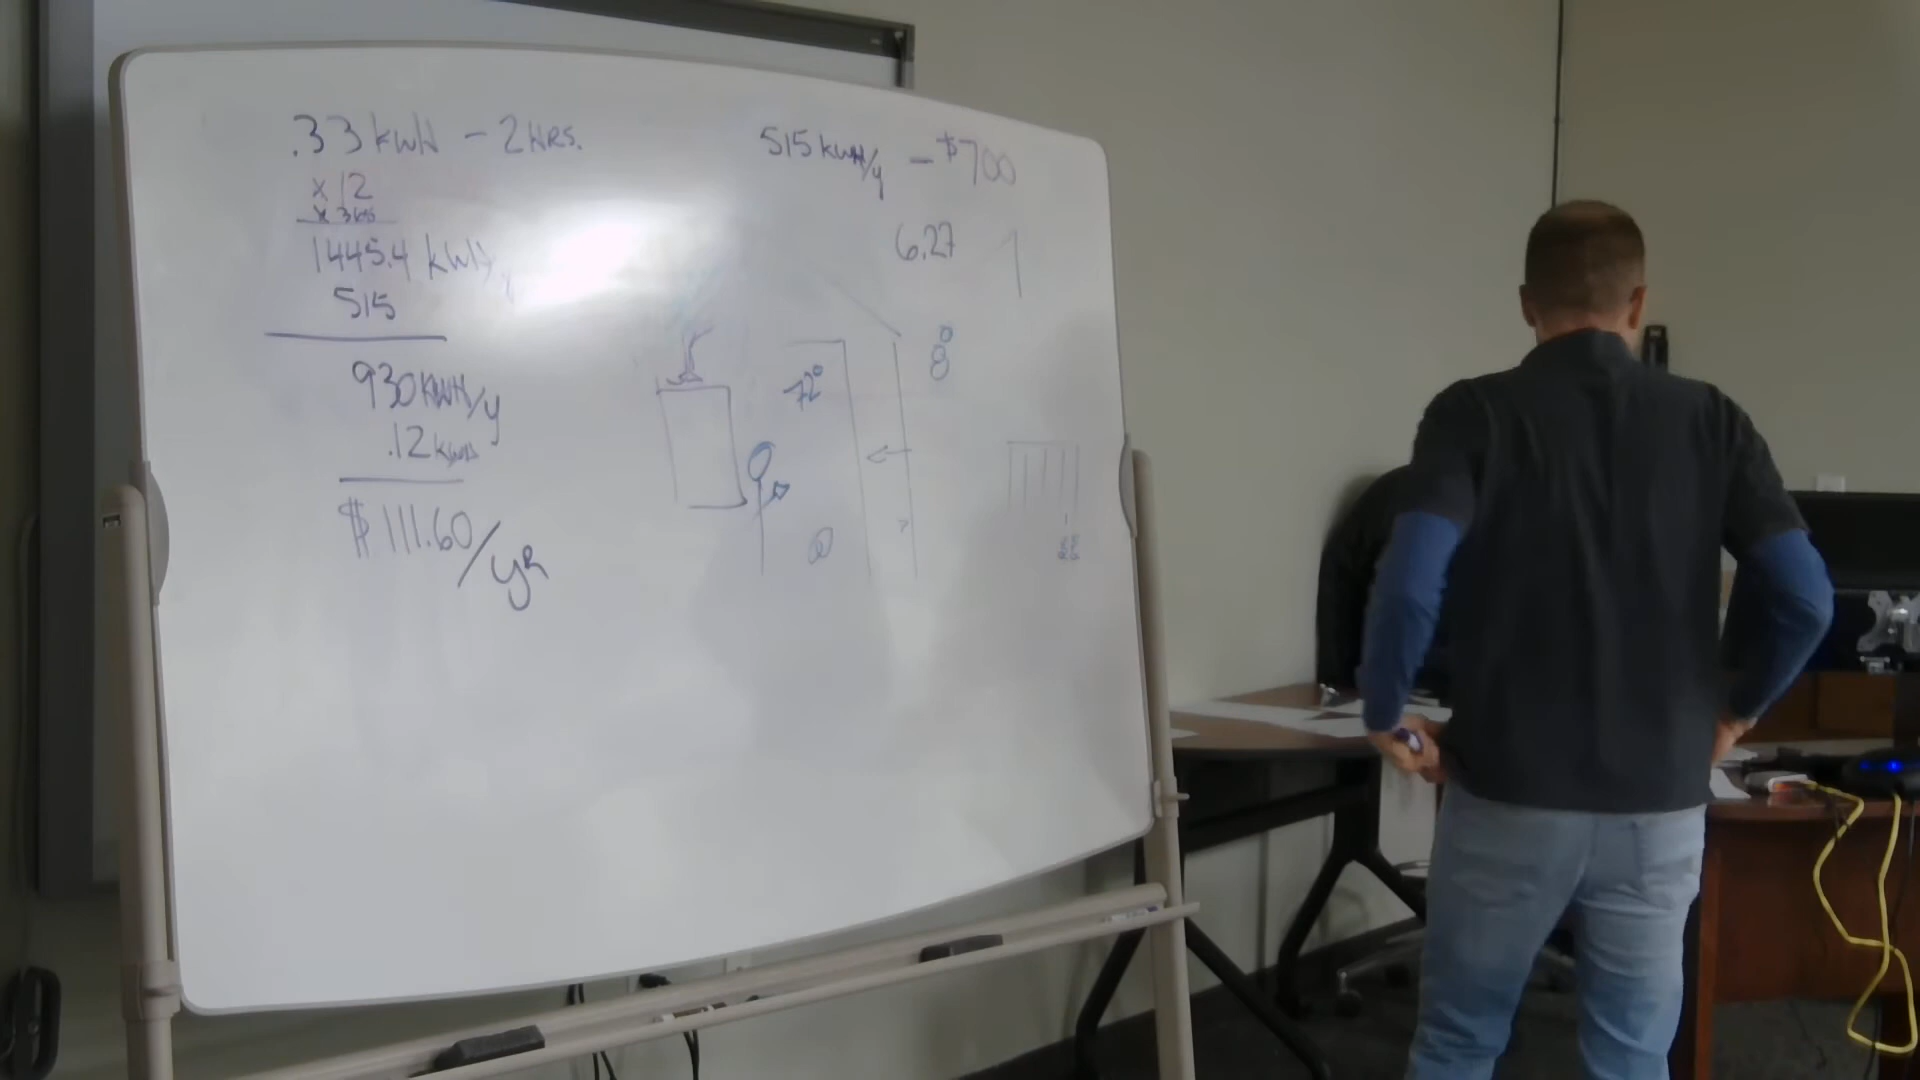 .33 kWH - 2 HRS.
x 12
x 365
1445.4 kWH/y
515
930 KWH/y
.12 kWH
$111.60/yR
515 kWH/y - $700
6.27
72°
8°